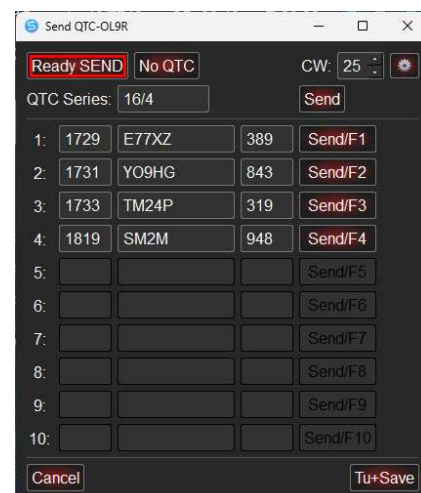 Send QTC-OL9R
Ready SEND No QTC CW: 25
QTC Series: 16/4 Send
1: 1729 E77XZ 389 Send/F1
2: 1731 YO9HG 843 Send/F2
3: 1733 TM24P 319 Send/F3
4: 1819 SM2M 948 Send/F4
5: Send/F5
6: Send/F6
7: Send/F7
8: Send/F8
9: Send/F9
10: Send/F10
Cancel Tu+Save